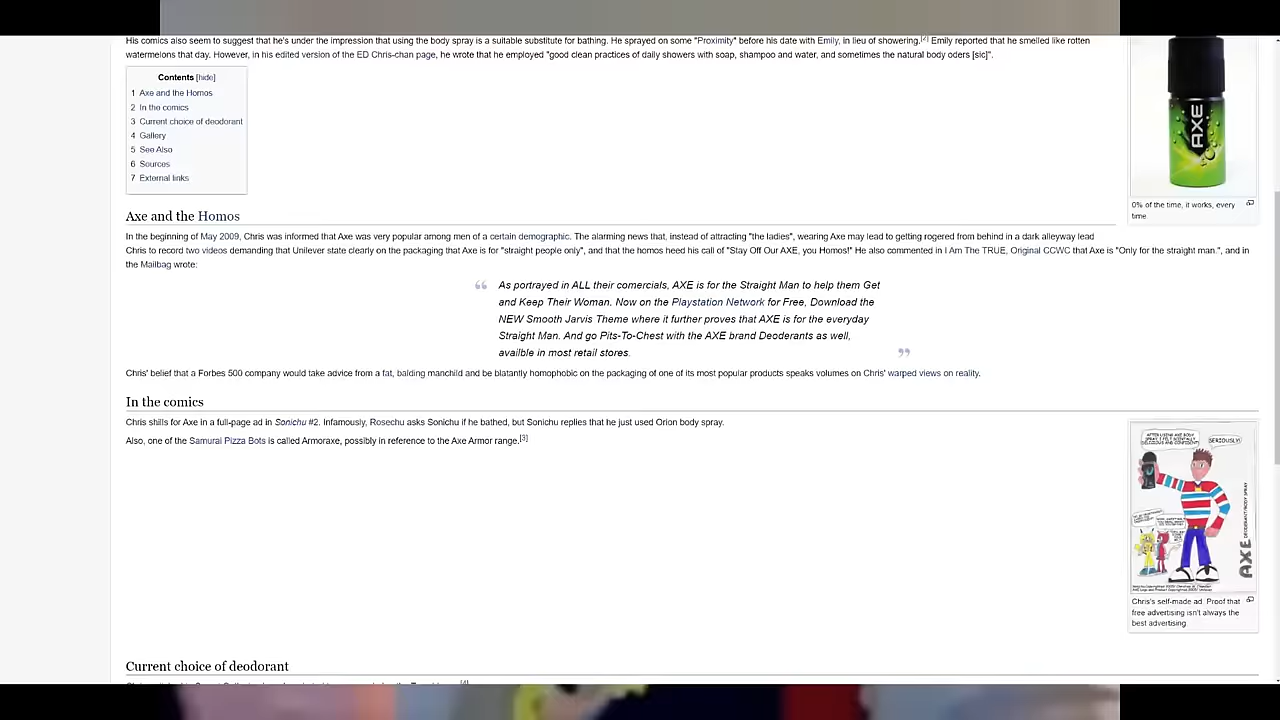 His comics also seem to suggest that he's under the impression that using the body spray is a suitable substitute for bathing. He sprayed on some "Proximity" before his date with Emily, in lieu of showering.[2] Emily reported that he smelled like rotten
watermelons that day. However, in his edited version of the ED Chris-chan page, he wrote that he employed "good clean practices of daily showers with soap, shampoo and water, and sometimes the natural body oders [sic]".
Contents [hide]
1 Axe and the Homos
2 In the comics
3 Current choice of deodorant
4 Gallery
5 See Also
6 Sources
7 External links
AXE
0% of the time, it works, every
time.
Axe and the Homos
In the beginning of May 2009, Chris was informed that Axe was very popular among men of a certain demographic. The alarming news that, instead of attracting "the ladies", wearing Axe may lead to getting rogered from behind in a dark alleyway lead
Chris to record two videos demanding that Unilever state clearly on the packaging that Axe is for "straight people only", and that the homos heed his call of "Stay Off Our AXE, you Homos!" He also commented in I Am The TRUE, Original CCWC that Axe is "Only for the straight man.", and in
the Mailbag wrote:
“ As portrayed in ALL their comercials, AXE is for the Straight Man to help them Get
and Keep Their Woman. Now on the Playstation Network for Free, Download the
NEW Smooth Jarvis Theme where it further proves that AXE is for the everyday
Straight Man. And go Pits-To-Chest with the AXE brand Deoderants as well,
availble in most retail stores. ”
Chris' belief that a Forbes 500 company would take advice from a fat, balding manchild and be blatantly homophobic on the packaging of one of its most popular products speaks volumes on Chris' warped views on reality.
In the comics
Chris shills for Axe in a full-page ad in Sonichu #2. Infamously, Rosechu asks Sonichu if he bathed, but Sonichu replies that he just used Orion body spray.
Also, one of the Samurai Pizza Bots is called Armoraxe, possibly in reference to the Axe Armor range.[3]
AFTER USING AXE BODY
SPRAY, I FELT SCENTUALLY
DELICIOUS AND CONFIDENT!
SERIOUSLY!
AXE DEODORANT BODY SPRAY
Chris's self-made ad. Proof that
free advertising isn't always the
best advertising.
Current choice of deodorant